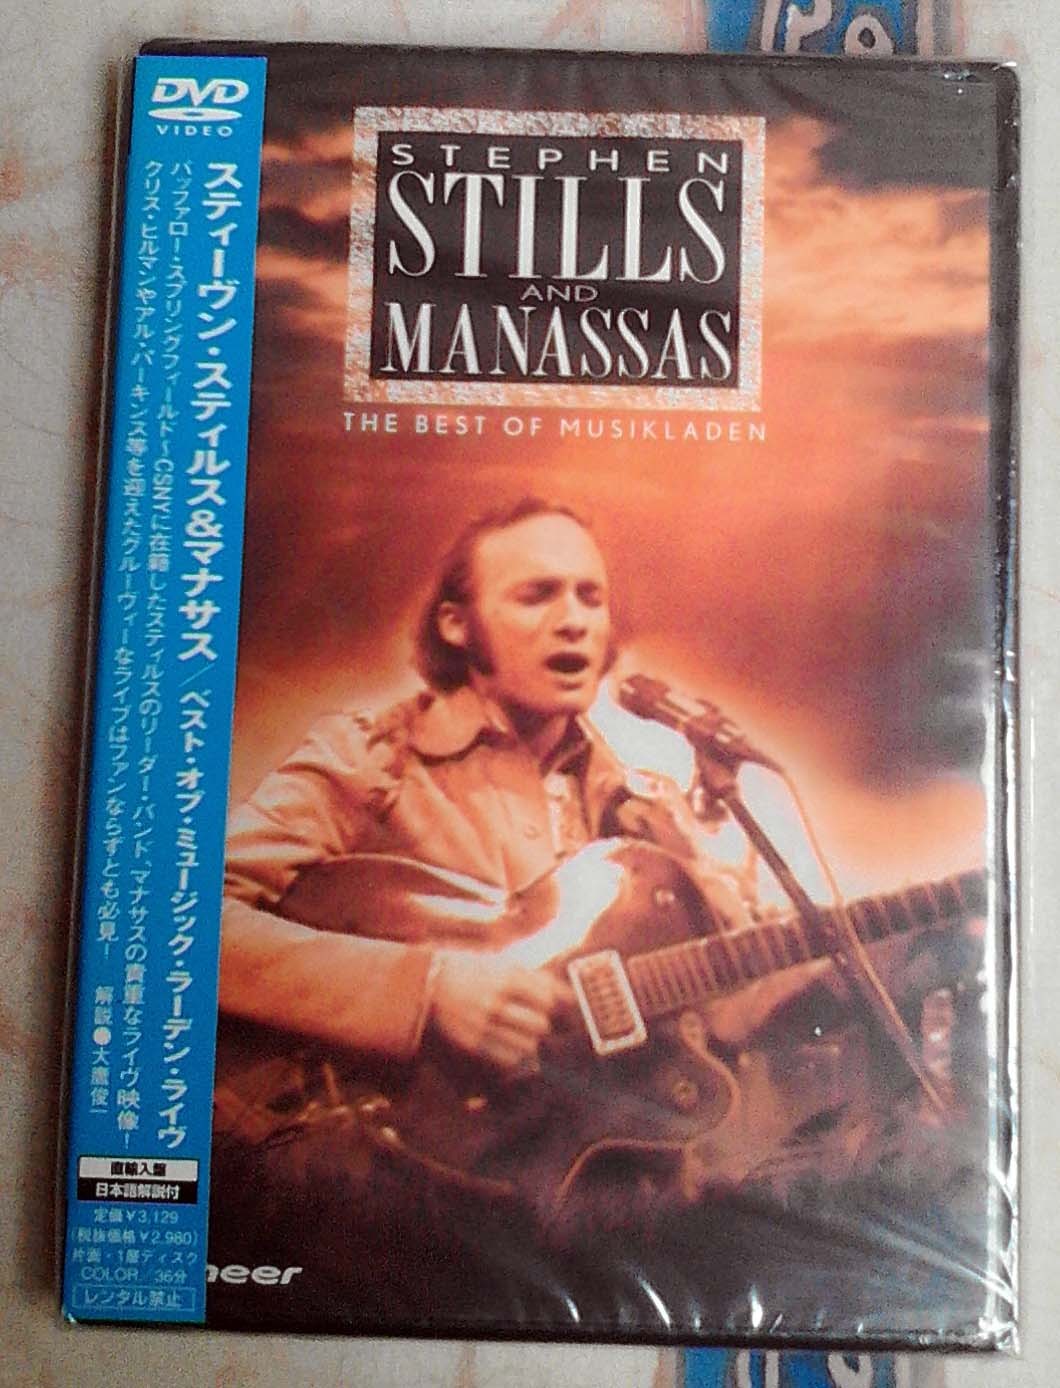 DVD
VIDEO
スティーヴン・スティルス&マナサス/ベスト・オブ・ミュージック・ラーデン・ライヴ
バッファロー・スプリングフィールド~CSNYに在籍したスティルスのリーダー・バンド、マナサスの貴重なライヴ映像!
クリス・ヒルマンやアル・パーキンス等を迎えたグルーヴィーなライブはファンならずとも必見! 解説●大鷹俊一
直輸入盤
日本語解説付
定価¥3,129
(税抜価格¥2,980)
片面・1層ディスク
COLOR/36分
レンタル禁止
STEPHEN
STILLS
AND
MANASSAS
THE BEST OF MUSIKLADEN
neer